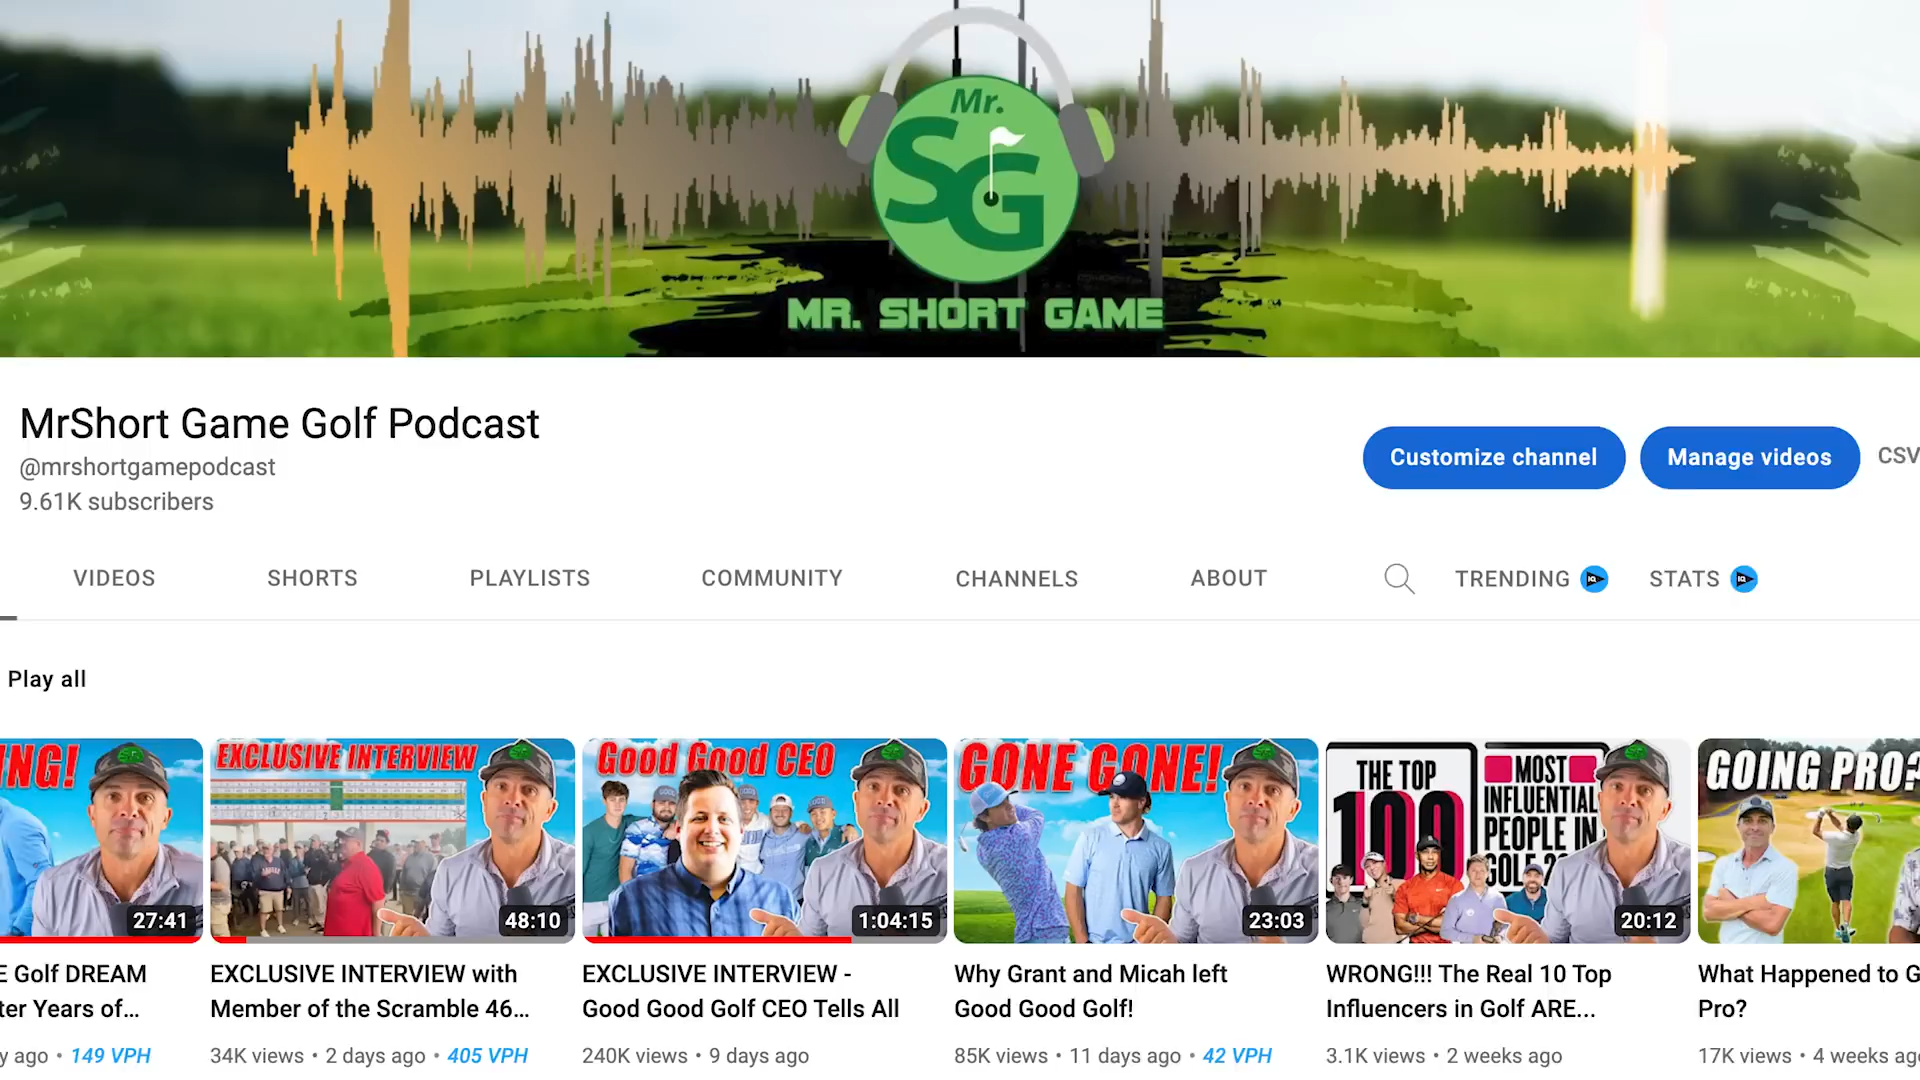 Mr.
SG
MR. SHORT GAME
MrShort Game Golf Podcast
@mrshortgamepodcast
9.61K subscribers
Customize channel
Manage videos
CSV
VIDEOS
SHORTS
PLAYLISTS
COMMUNITY
CHANNELS
ABOUT
TRENDING
STATS
Play all
NG!
27:41
EXCLUSIVE INTERVIEW
48:10
Good Good CEO
1:04:15
GONE GONE!
23:03
THE TOP
100
MOST
INFLUENTIAL
PEOPLE IN
GOLF 2
20:12
GOING PRO?
E Golf DREAM
ter Years of...
y ago • 149 VPH
EXCLUSIVE INTERVIEW with
Member of the Scramble 46...
34K views • 2 days ago • 405 VPH
EXCLUSIVE INTERVIEW -
Good Good Golf CEO Tells All
240K views • 9 days ago
Why Grant and Micah left
Good Good Golf!
85K views • 11 days ago • 42 VPH
WRONG!!! The Real 10 Top
Influencers in Golf ARE...
3.1K views • 2 weeks ago
What Happened to G
Pro?
17K views • 4 weeks ago